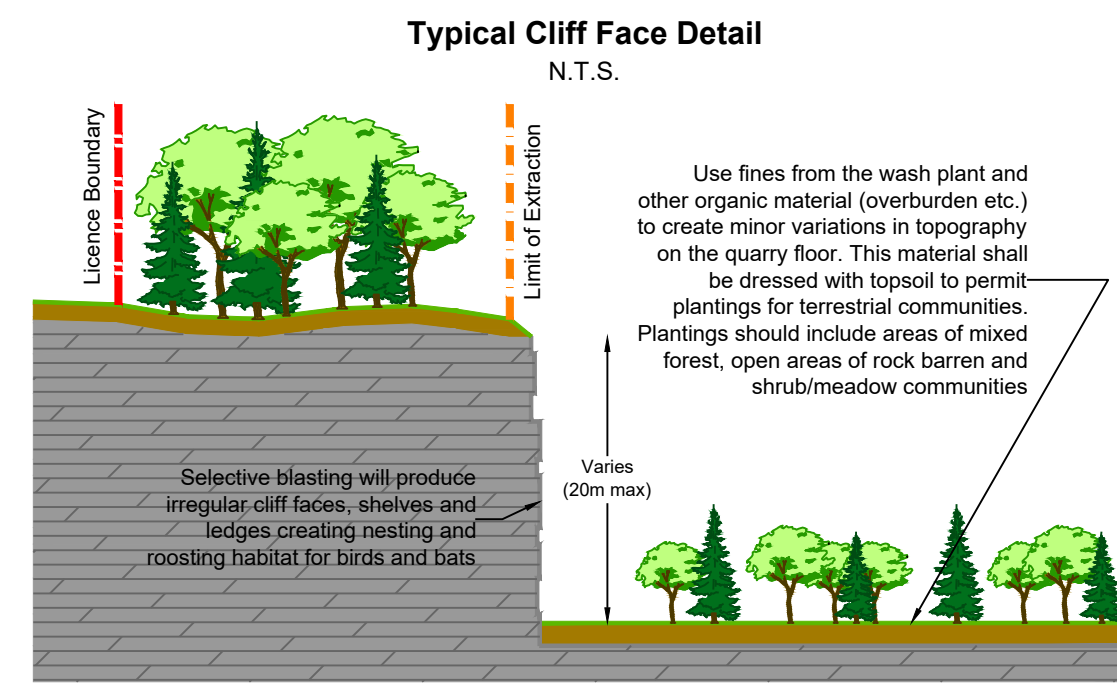 Typical Cliff Face Detail
N.T.S.
Licence Boundary
Limit of Extraction
Use fines from the wash plant and
other organic material (overburden etc.)
to create minor variations in topography
on the quarry floor. This material shall
be dressed with topsoil to permit
plantings for terrestrial communities.
Plantings should include areas of mixed
forest, open areas of rock barren and
shrub/meadow communities
Varies
(20m max)
Selective blasting will produce
irregular cliff faces, shelves and
ledges creating nesting and
roosting habitat for birds and bats